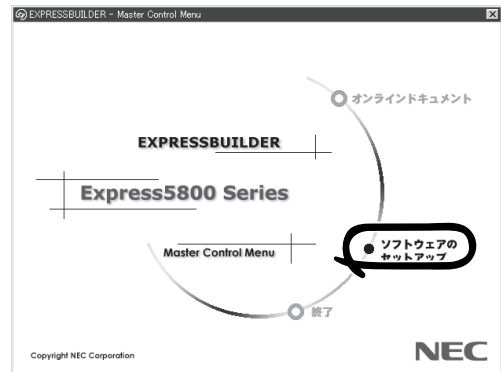 EXPRESSBUILDER - Master Control Menu
オンラインドキュメント
EXPRESSBUILDER
Express5800 Series
ソフトウェアの
セットアップ
Master Control Menu
終了
Copyright NEC Corporation
NEC